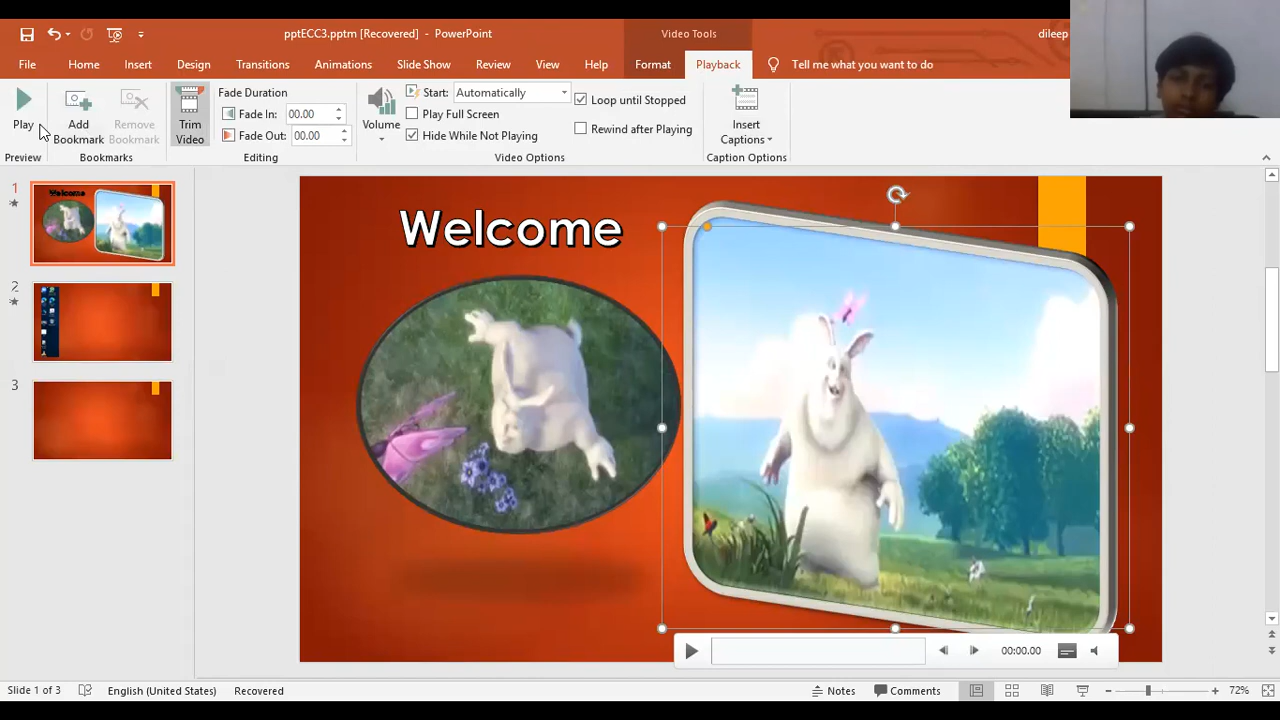 pptECC3.pptm [Recovered] - PowerPoint
Video Tools
dileep
File Home Insert Design Transitions Animations Slide Show Review View Help Format Playback Tell me what you want to do
Play
Preview
Add Bookmark
Remove Bookmark
Bookmarks
Trim Video
Fade Duration
Fade In: 00.00
Fade Out: 00.00
Editing
Volume
Start: Automatically
Play Full Screen
Hide While Not Playing
Loop until Stopped
Rewind after Playing
Video Options
Insert Captions
Caption Options
1
Welcome
2
3
Welcome
00:00.00
Slide 1 of 3 English (United States) Recovered Notes Comments 72%